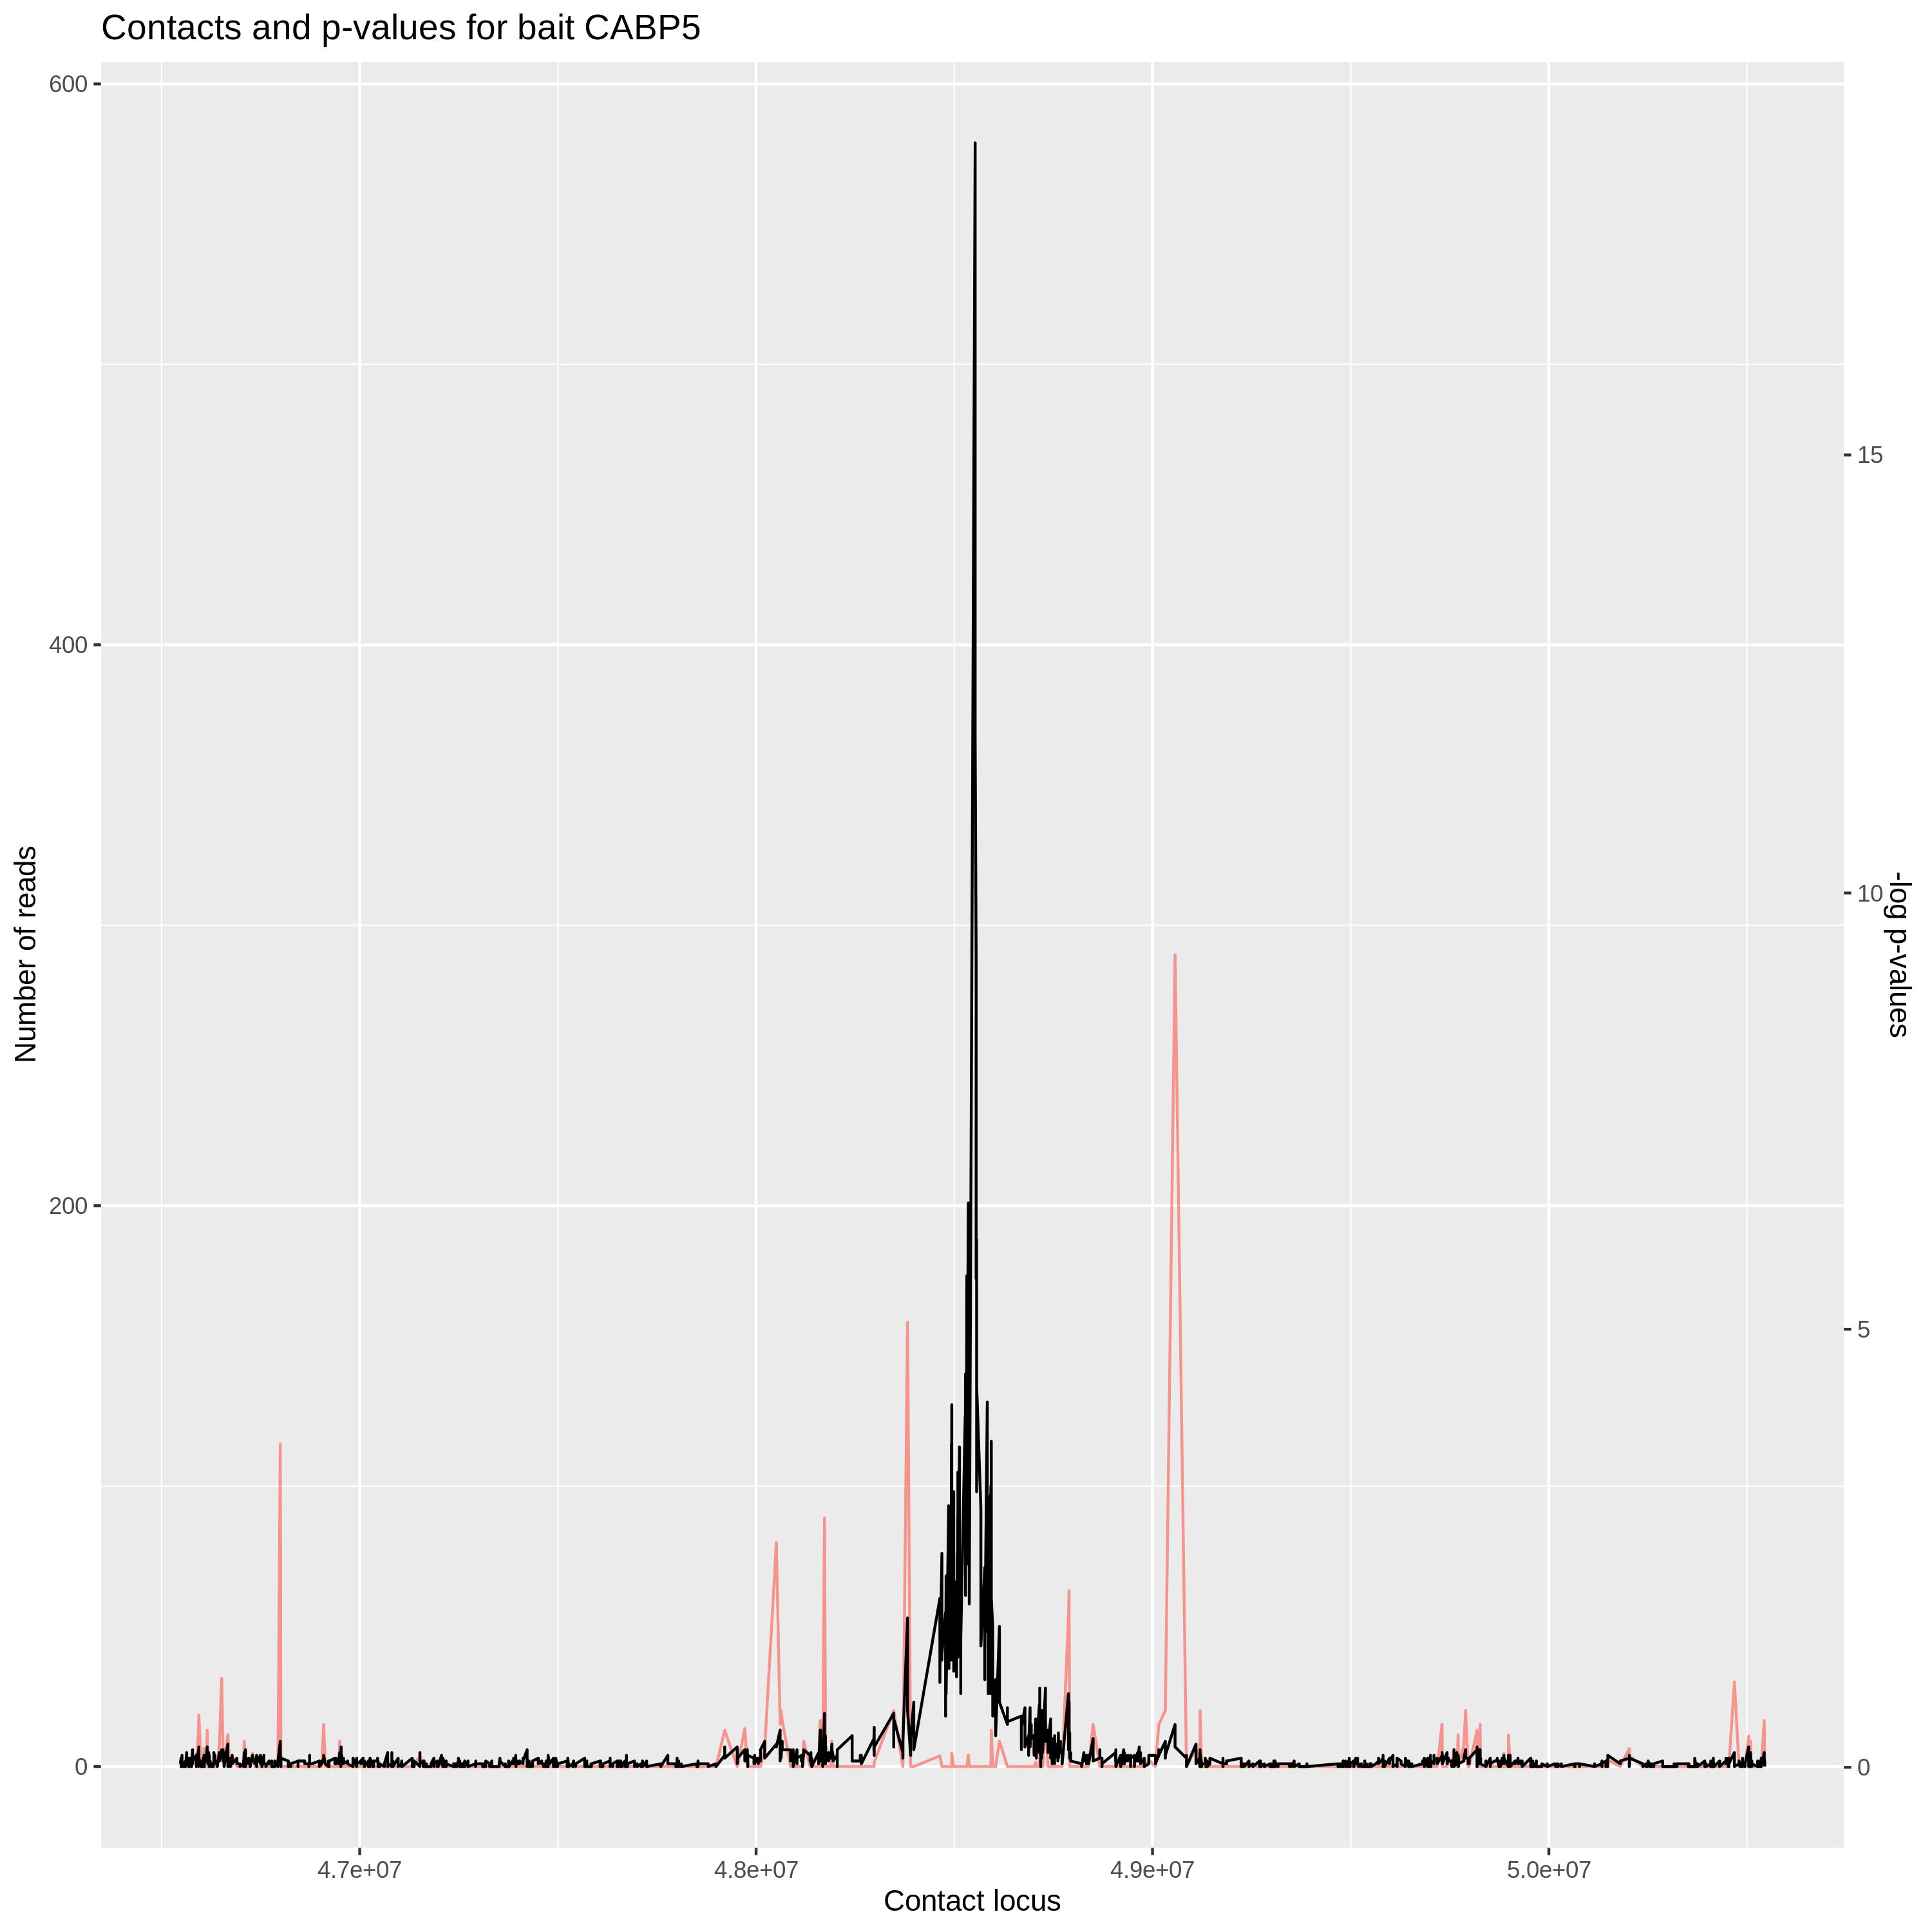 Contacts and p-values for bait CABP5
600
400
200
0
Number of reads
15
10
5
0
-log p-values
4.7e+07
4.8e+07
4.9e+07
5.0e+07
Contact locus